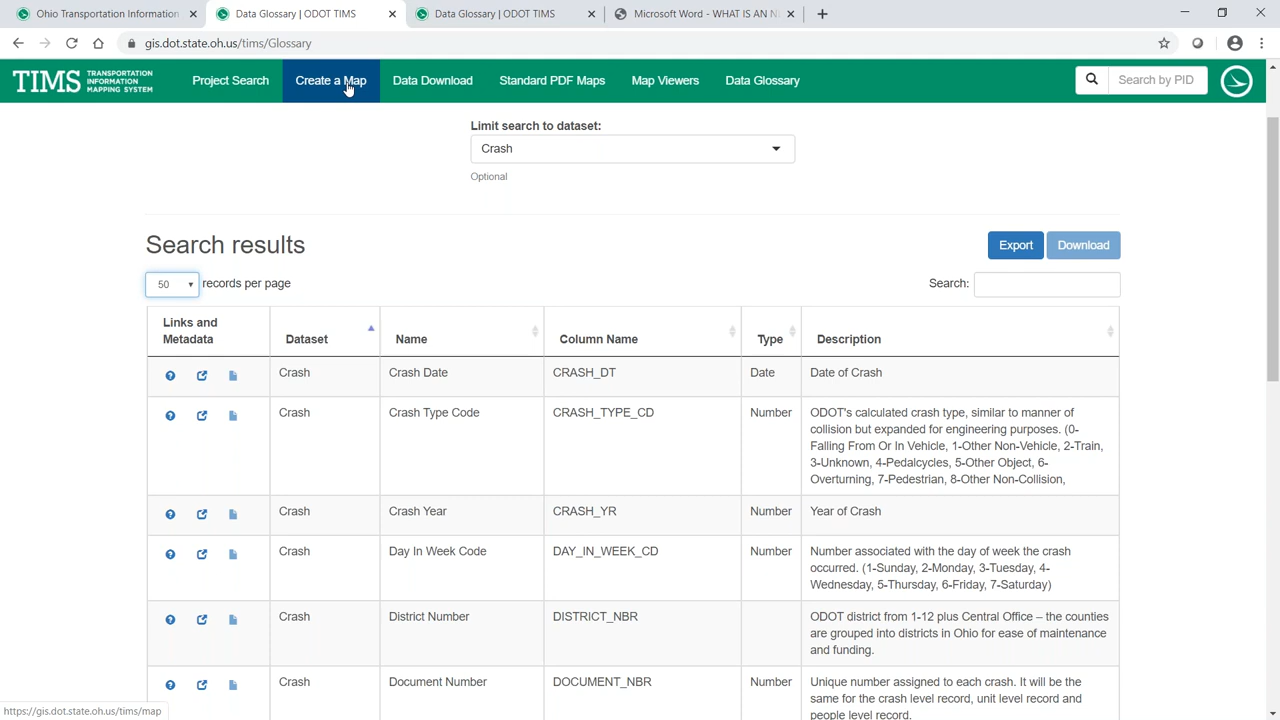 Ohio Transportation Information
Data Glossary | ODOT TIMS
Data Glossary | ODOT TIMS
Microsoft Word - WHAT IS AN N
gis.dot.state.oh.us/tims/Glossary
TIMS
TRANSPORTATION
INFORMATION
MAPPING SYSTEM
Project Search
Create a Map
Data Download
Standard PDF Maps
Map Viewers
Data Glossary
Search by PID
Limit search to dataset:
Crash
Optional
Search results
Export
Download
50 records per page
Search:
Links and
Metadata
Dataset
Name
Column Name
Type
Description
Crash
Crash Date
CRASH_DT
Date
Date of Crash
Crash
Crash Type Code
CRASH_TYPE_CD
Number
ODOT's calculated crash type, similar to manner of
collision but expanded for engineering purposes. (0-
Falling From Or In Vehicle, 1-Other Non-Vehicle, 2-Train,
3-Unknown, 4-Pedalcycles, 5-Other Object, 6-
Overturning, 7-Pedestrian, 8-Other Non-Collision,
Crash
Crash Year
CRASH_YR
Number
Year of Crash
Crash
Day In Week Code
DAY_IN_WEEK_CD
Number
Number associated with the day of week the crash
occurred. (1-Sunday, 2-Monday, 3-Tuesday, 4-
Wednesday, 5-Thursday, 6-Friday, 7-Saturday)
Crash
District Number
DISTRICT_NBR
ODOT district from 1-12 plus Central Office – the counties
are grouped into districts in Ohio for ease of maintenance
and funding.
Crash
Document Number
DOCUMENT_NBR
Number
Unique number assigned to each crash. It will be the
same for the crash level record, unit level record and
people level record.
https://gis.dot.state.oh.us/tims/map